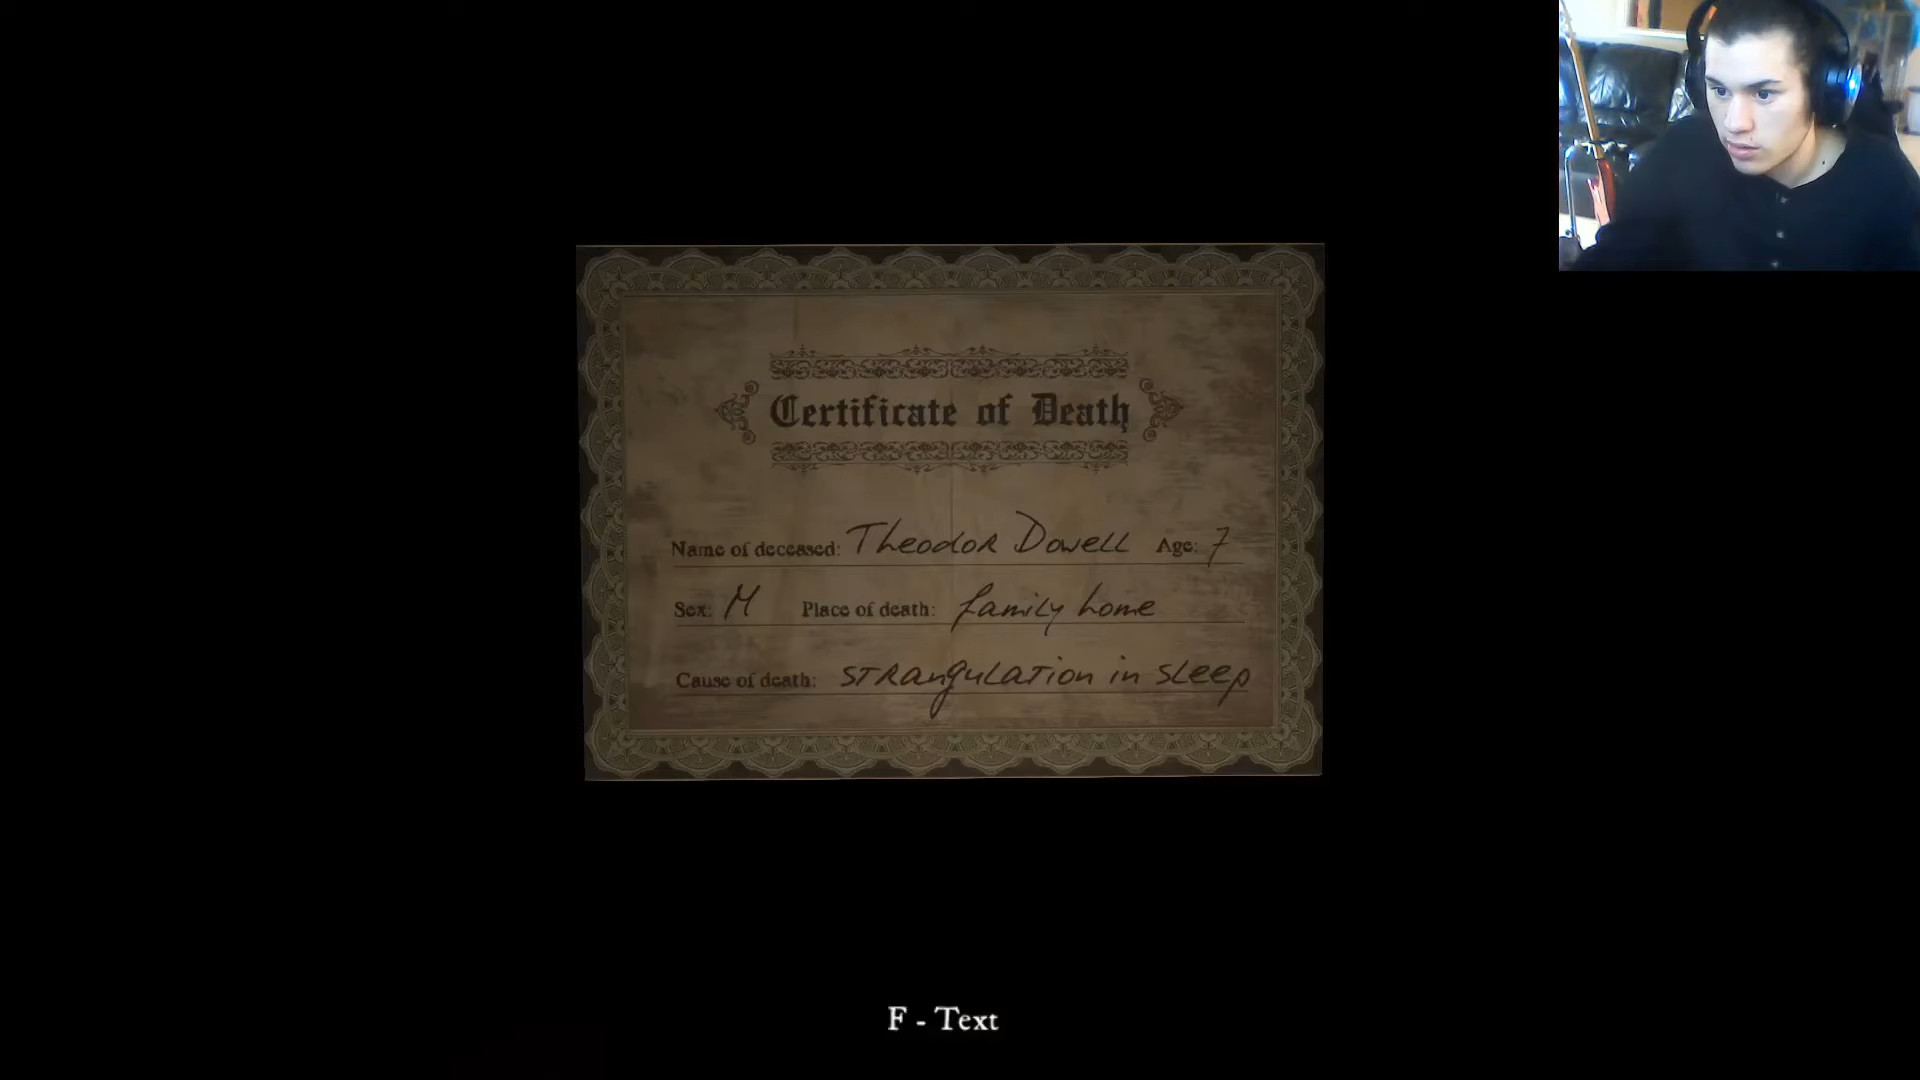 Certificate of Death
Name of deceased: Theodor Dowell Age: 7
Sex: M Place of death: family home
Cause of death: strangulation in sleep
F - Text